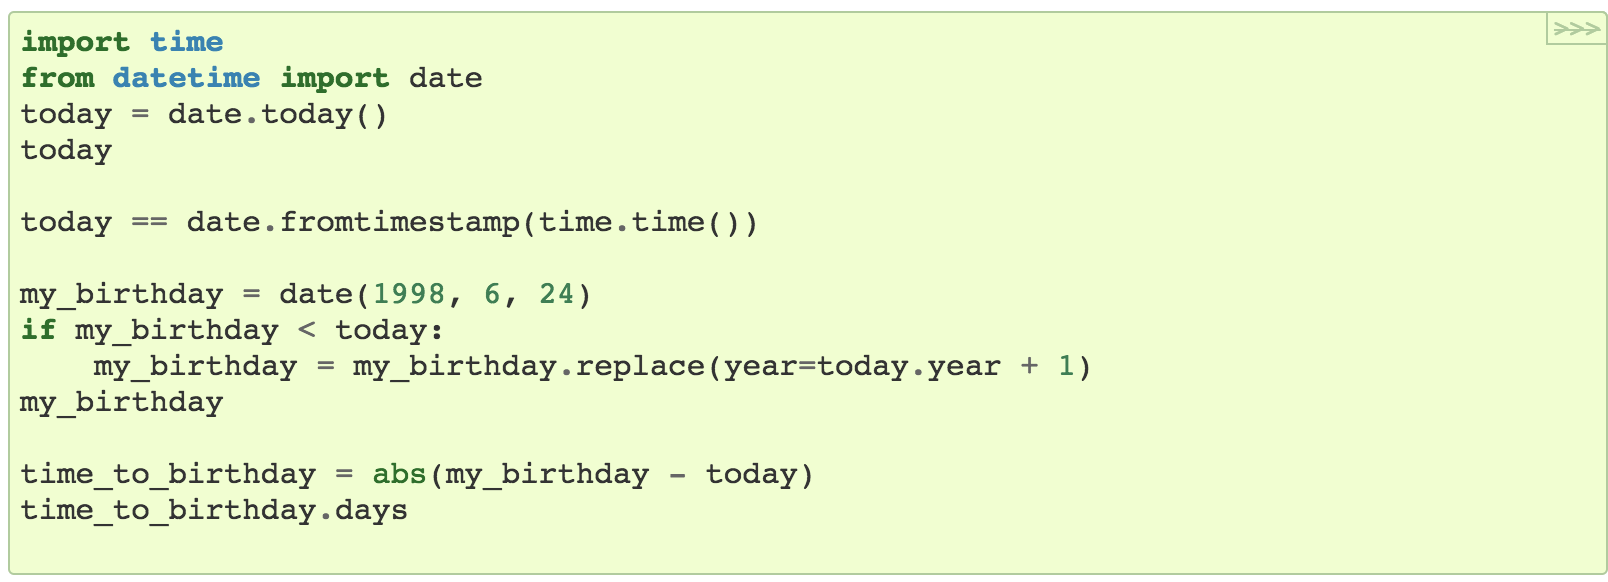 import time
from datetime import date
today = date.today()
today

today == date.fromtimestamp(time.time())

my_birthday = date(1998, 6, 24)
if my_birthday < today:
    my_birthday = my_birthday.replace(year=today.year + 1)
my_birthday

time_to_birthday = abs(my_birthday - today)
time_to_birthday.days
>>>